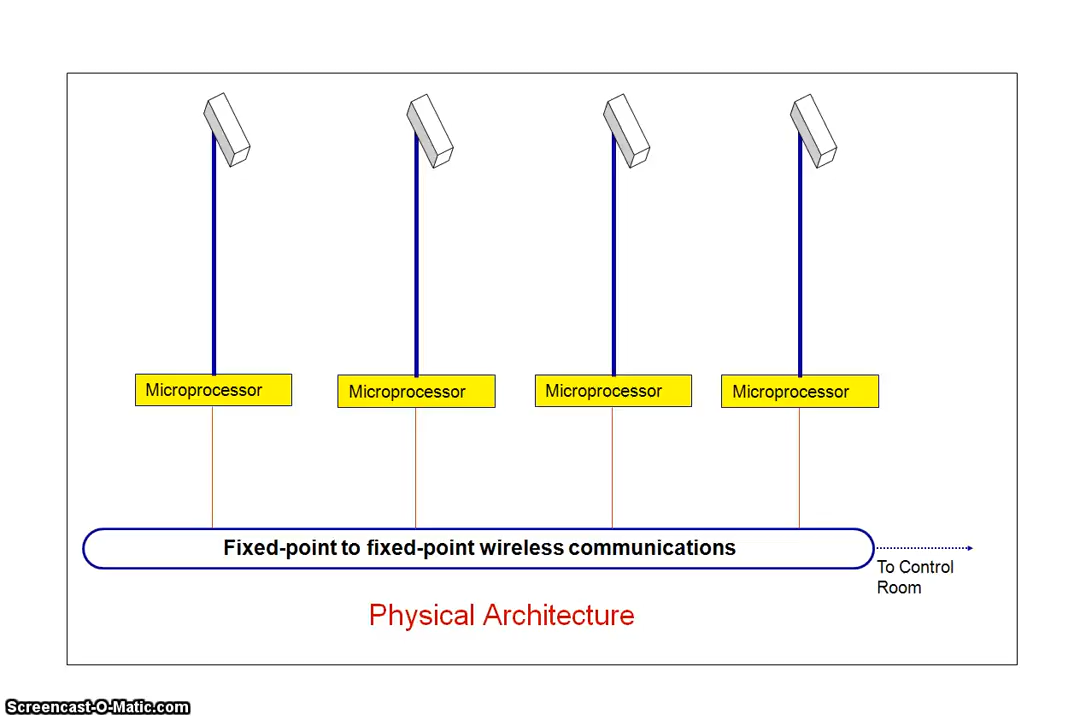 Microprocessor
Microprocessor
Microprocessor
Microprocessor
Fixed-point to fixed-point wireless communications
To Control
Room
Physical Architecture
Screencast-O-Matic.com